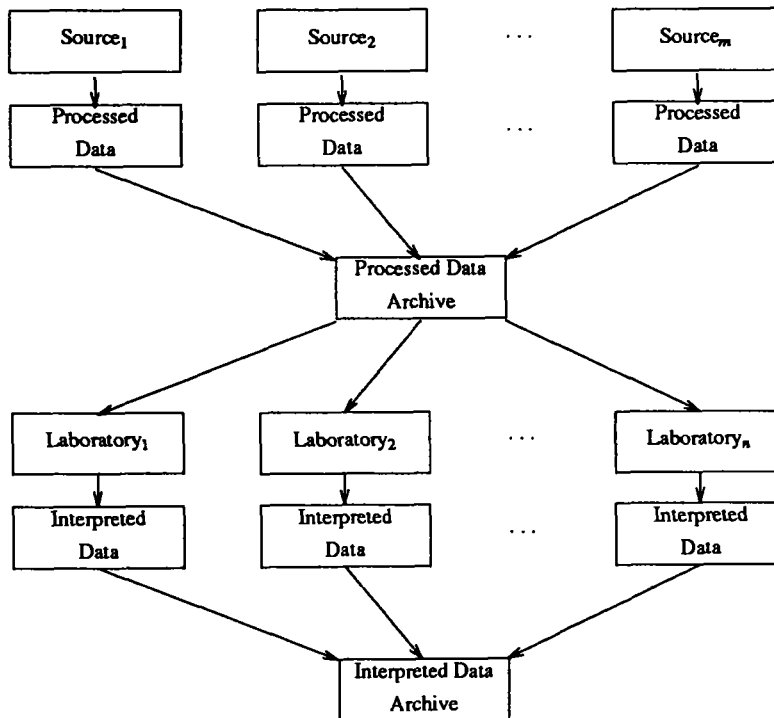 Source₁ Source₂ ... Sourceₘ
Processed Processed ... Processed
Data Data Data
Processed Data
Archive
Laboratory₁ Laboratory₂ ... Laboratoryₙ
Interpreted Interpreted ... Interpreted
Data Data Data
Interpreted Data
Archive